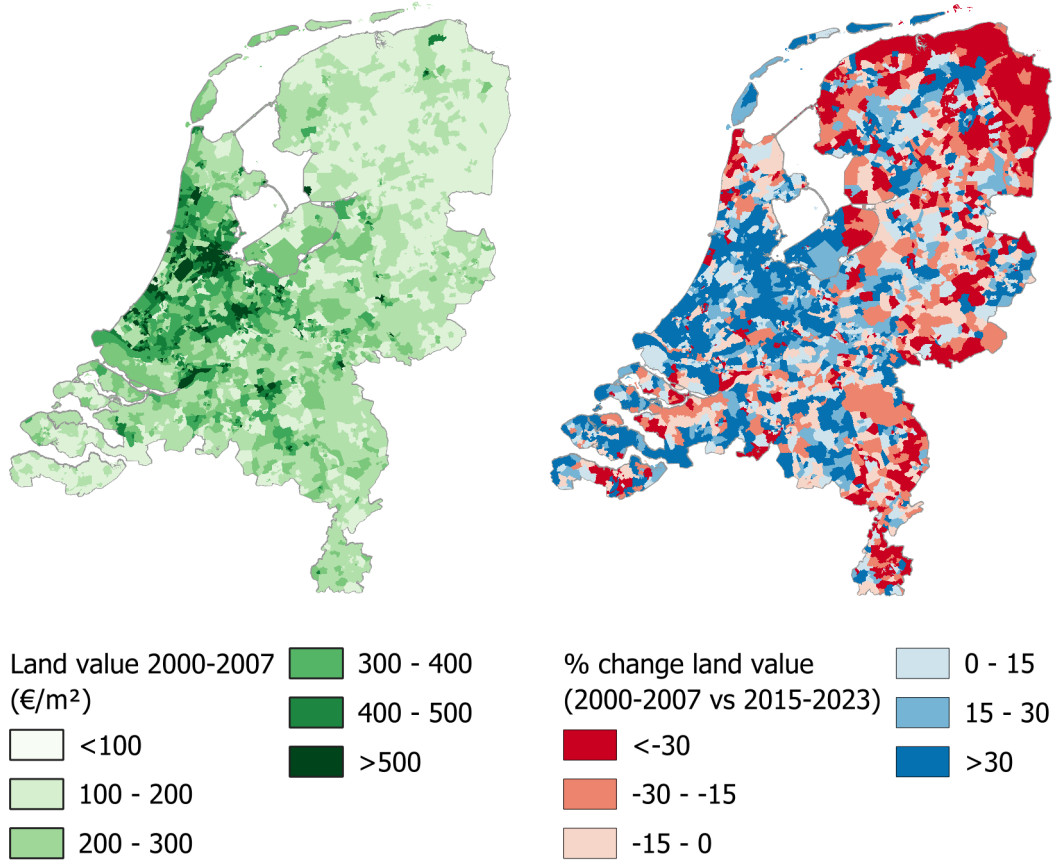 Land value 2000-2007
(€/m²)
<100
100 - 200
200 - 300
300 - 400
400 - 500
>500
% change land value
(2000-2007 vs 2015-2023)
<-30
-30 - -15
-15 - 0
0 - 15
15 - 30
>30